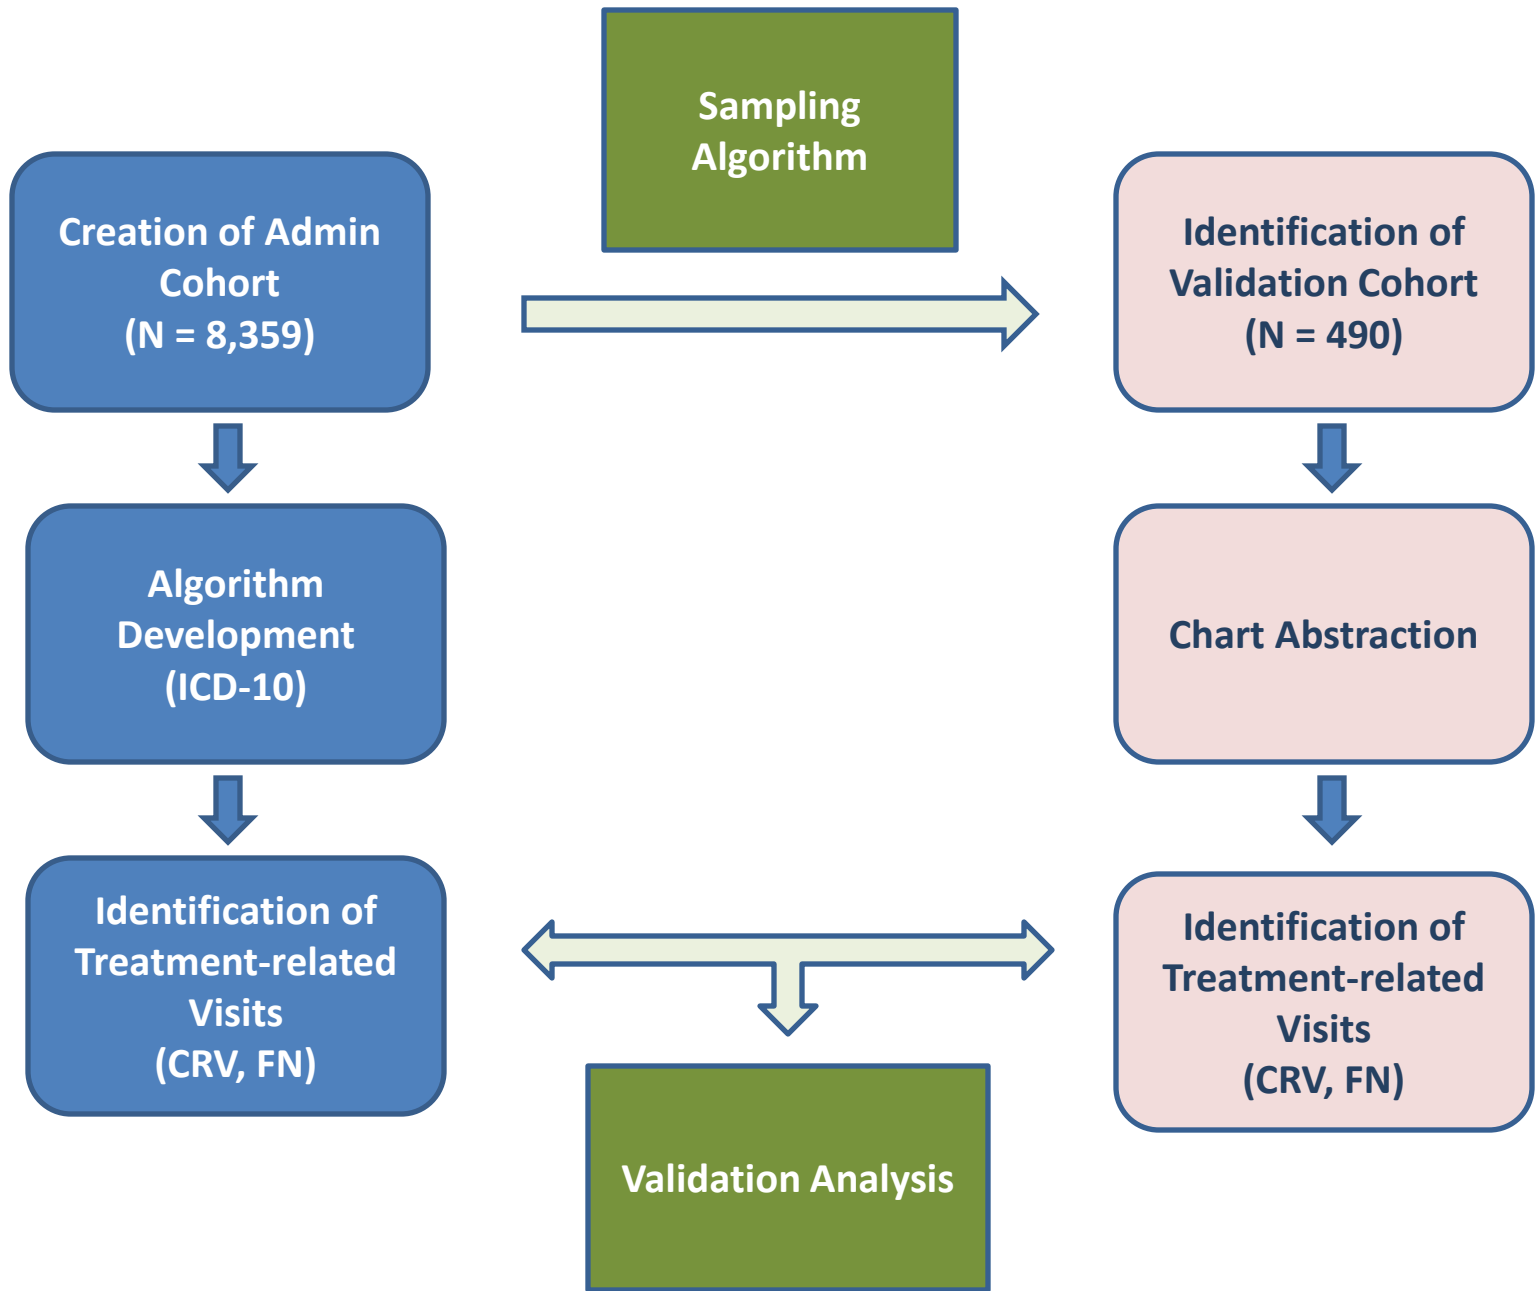 Sampling
Algorithm
Creation of Admin
Cohort
(N = 8,359)
Identification of
Validation Cohort
(N = 490)
Algorithm
Development
(ICD-10)
Chart Abstraction
Identification of
Treatment-related
Visits
(CRV, FN)
Identification of
Treatment-related
Visits
(CRV, FN)
Validation Analysis